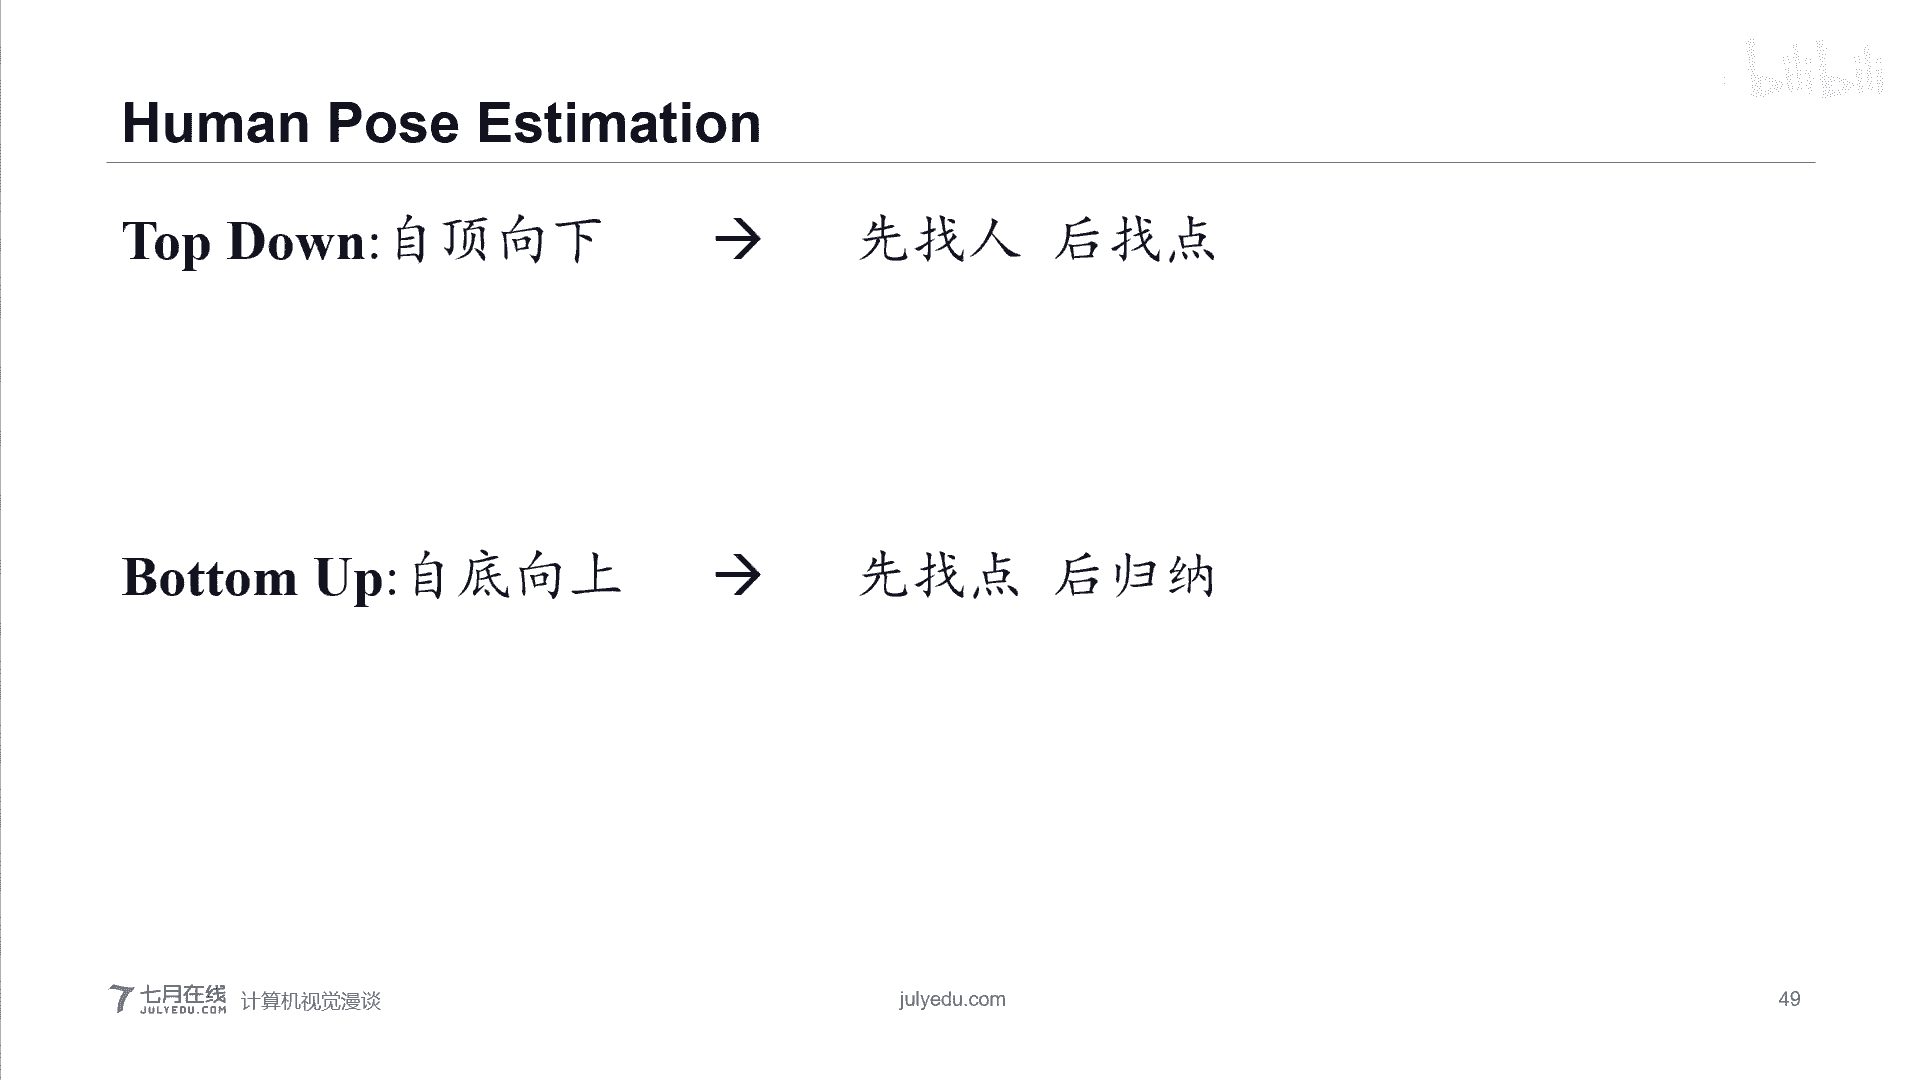 bilibili
Human Pose Estimation
Top Down:自顶向下 → 先找人 后找点
Bottom Up:自底向上 → 先找点 后归纳
七月在线
JULYEDU.COM
计算机视觉漫谈
julyedu.com
49